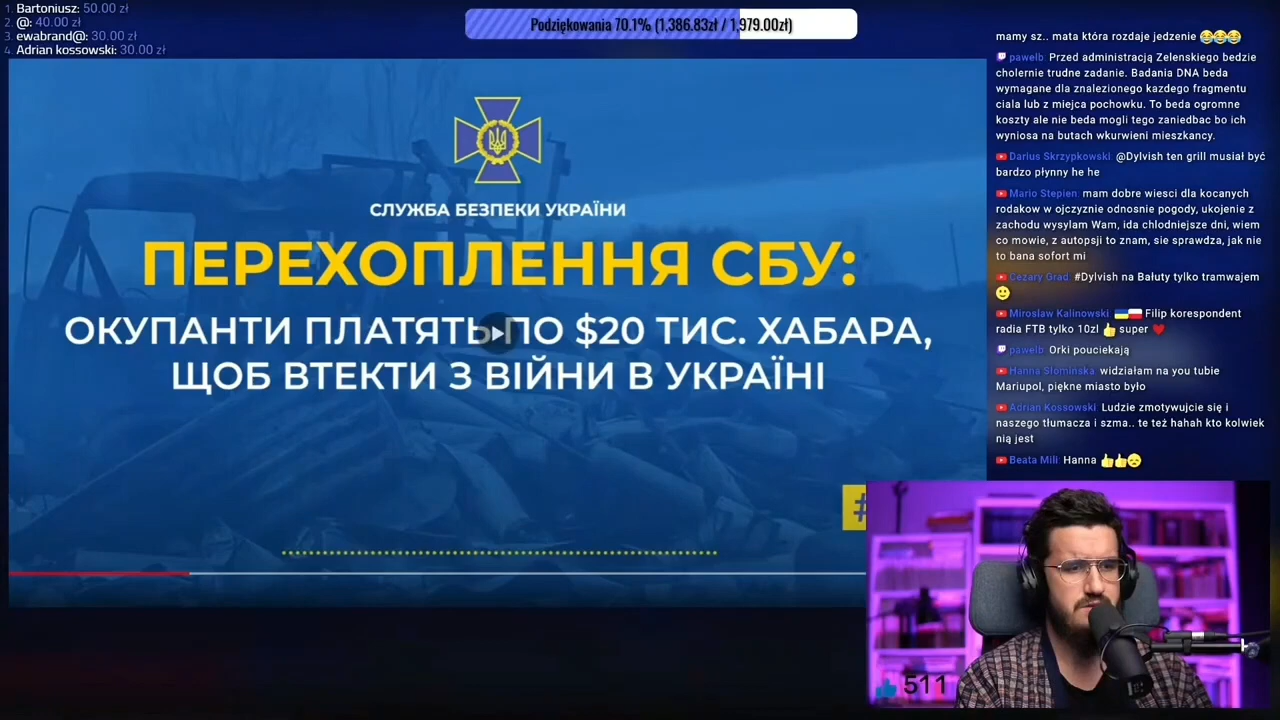 1. Bartoniusz: 50.00 zł
2. @: 40.00 zł
3. ewabrand@!: 30.00 zł
4. Adrian kossowski: 30.00 zł
Podziękowania 70.1% (1,386.83zł / 1,979.00zł)
СЛУЖБА БЕЗПЕКИ УКРАЇНИ
ПЕРЕХОПЛЕННЯ СБУ:
ОКУПАНТИ ПЛАТЯТЬ ПО $20 ТИС. ХАБАРА,
ЩОБ ВТЕКТИ З ВІЙНИ В УКРАЇНІ
#
mamy sz.. mata która rozdaje jedzenie 😂😂😂
pawelb: Przed administracją Zelenskiego bedzie
cholernie trudne zadanie. Badania DNA beda
wymagane dla znalezionego kazdego fragmentu
ciala lub z miejca pochowku. To beda ogromne
koszty ale nie beda mogli tego zaniedbac bo ich
wyniosa na butach wkurwieni mieszkancy.
Darius Skrzypkowski: @Dylvish ten grill musiał być
bardzo płynny he he
Mario Stepien: mam dobre wiesci dla kocanych
rodakow w ojczyznie odnosnie pogody, ukojenie z
zachodu wysylam Wam, ida chlodniejsze dni, wiem
co mowie, z autopsji to znam, sie sprawdza, jak nie
to bana sofort mi
Cezary Grad: #Dylvish na Bałuty tylko tramwajem
🙂
Miroslaw Kalinowski: 🇺🇦🇵🇱 Filip korespondent
radia FTB tylko 10zl 👍 super ❤️
pawelb: Orki pouciekają
Hanna Słomińska: widziałam na you tubie
Mariupol, piękne miasto było
Adrian Kossowski: Ludzie zmotywujcie się i
naszego tłumacza i szma.. te też hahah kto kolwiek
nią jest
Beata Mili: Hanna 👍👍😞
511